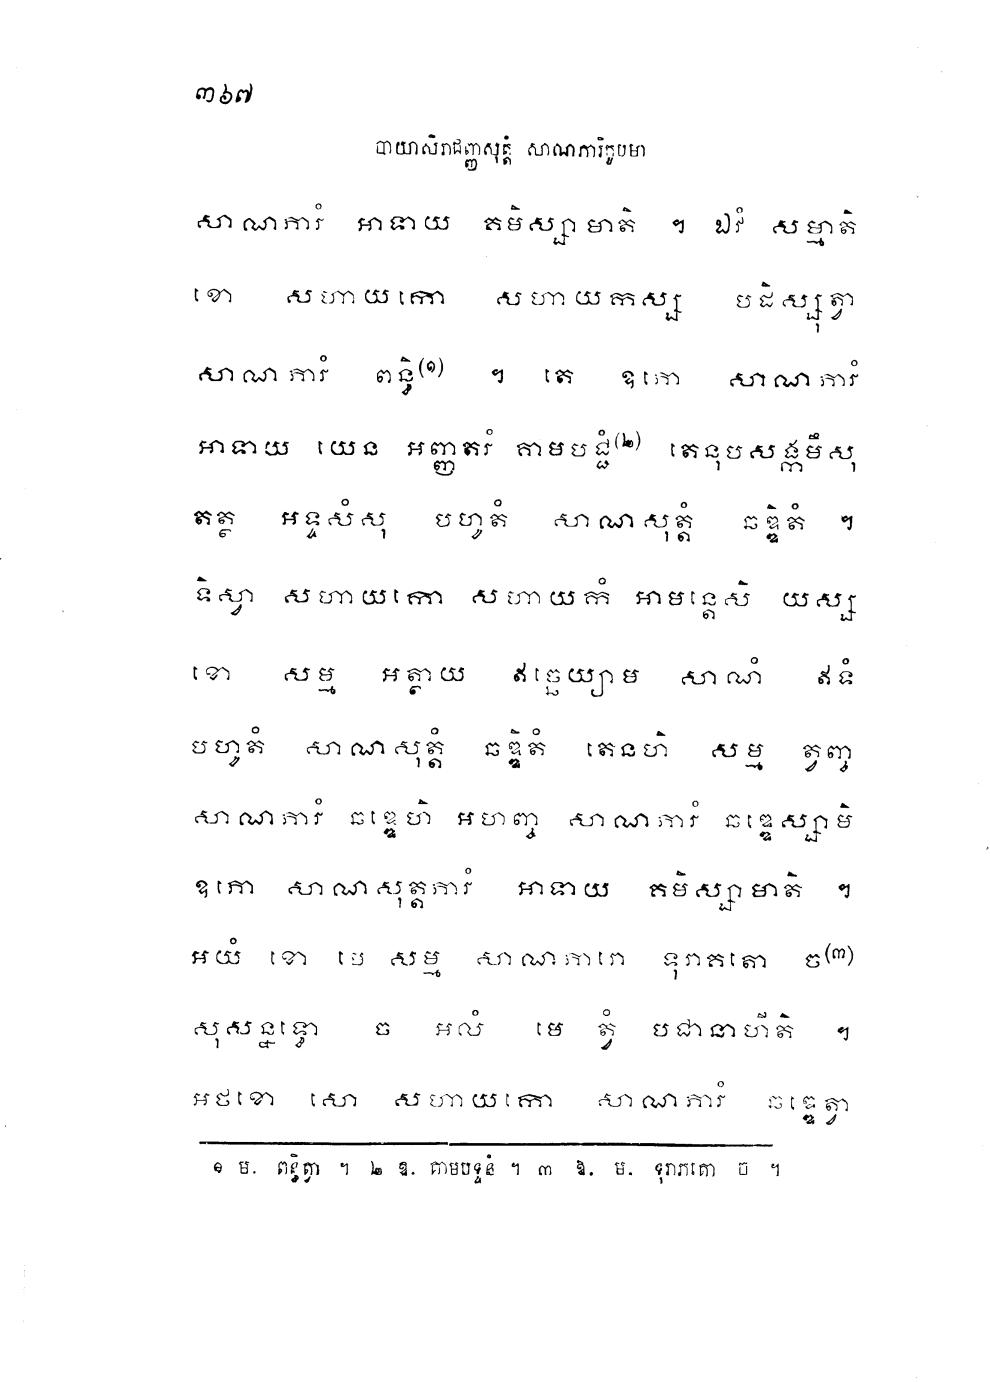 ៣៦៧
បាយាសិរាជញ្ញសុត្តំ សាណភារិកូបមា
សាណភារំ អាទាយ គមិស្សាមាតិ ។ ឯវំ សម្មាតិ
ខោ សហាយកោ សហាយកស្ស បដិស្សុត្វា
សាណភារំ ពន្ធិ(១) ។ តេ ឧភោ សាណភារំ
អាទាយ យេន អញ្ញតរំ គាមបជ្ជំ(២) តេនុបសង្កមឹសុ
តត្ថ អទ្ទសំសុ បហូតំ សាណសុត្តំ ឆឌ្ឌិតំ ។
ទិស្វា សហាយកោ សហាយកំ អាមន្តេសិ យស្ស
ខោ សម្ម អត្ថាយ ឥច្ឆេយ្យាម សាណំ ឥទំ
បហូតំ សាណសុត្តំ ឆឌ្ឌិតំ តេនហិ សម្ម ត្វញ្ច
សាណភារំ ឆឌ្ឌេហិ អហញ្ច សាណភារំ ឆឌ្ឌេស្សាមិ
ឧភោ សាណសុត្តភារំ អាទាយ គមិស្សាមាតិ ។
អយំ ខោ មេ សម្ម សាណភារោ ទុរាគតោ ច(៣)
សុសន្នទ្ធោ ច អលំ មេ ត្វំ បជានាហីតិ ។
អថខោ សោ សហាយកោ សាណភារំ ឆឌ្ឌេត្វា
១ ម. ពន្ធិត្វា ។ ២ ឱ. គាមបទ្ទនំ ។ ៣ ឱ. ម. ទុរាភតោ ច ។